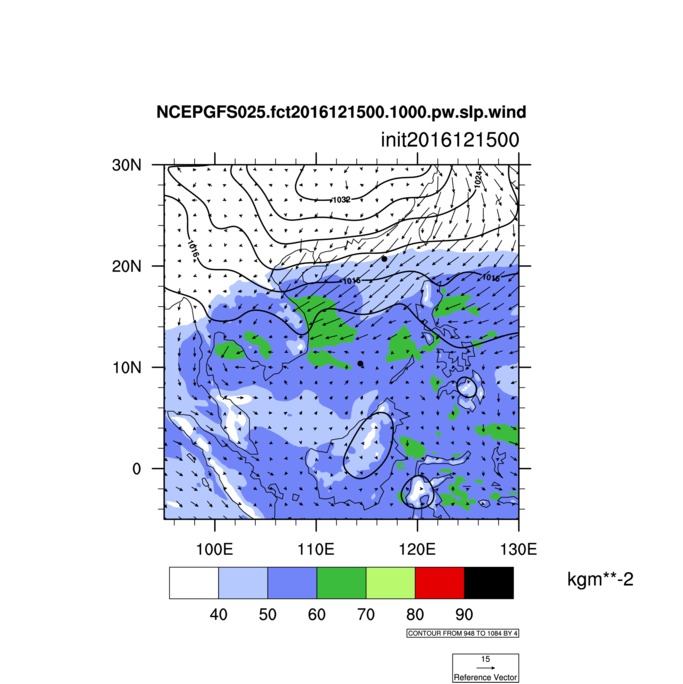 NCEPGFS025.fct2016121500.1000.pw.slp.wind
init2016121500
30N
1024
1032
1016
20N
1016
1016
10N
0
100E
110E
120E
130E
kgm**-2
40
50
60
70
80
90
CONTOUR FROM 948 TO 1084 BY 4
15
Reference Vector